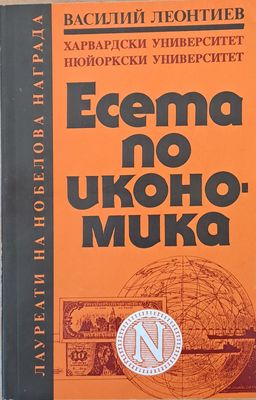 ВАСИЛИЙ ЛЕОНТИЕВ
ХАРВАРДСКИ УНИВЕРСИТЕТ
НЮЙОРКСКИ УНИВЕРСИТЕТ
Есета
по
иконо-
мика
ЛАУРЕАТИ НА НОБЕЛОВА НАГРАДА
N